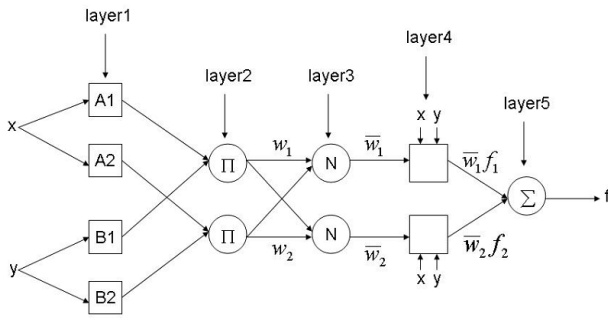 layer1
layer2
layer3
layer4
layer5
x
y
A1
A2
B1
B2
Π
Π
w₁
w₂
N
N
w̅₁
w̅₂
x y
x y
w̅₁f₁
w̅₂f₂
Σ
f